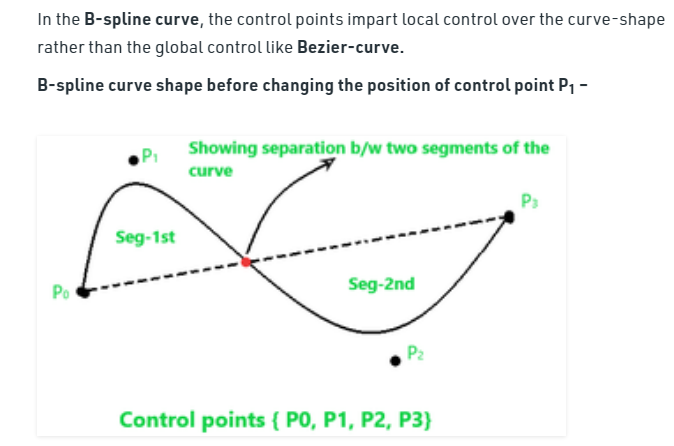 In the B-spline curve, the control points impart local control over the curve-shape
rather than the global control like Bezier-curve.
B-spline curve shape before changing the position of control point P₁ –
P₁
Showing separation b/w two segments of the
curve
P₃
Seg-1st
Seg-2nd
P₀
P₂
Control points { P0, P1, P2, P3}